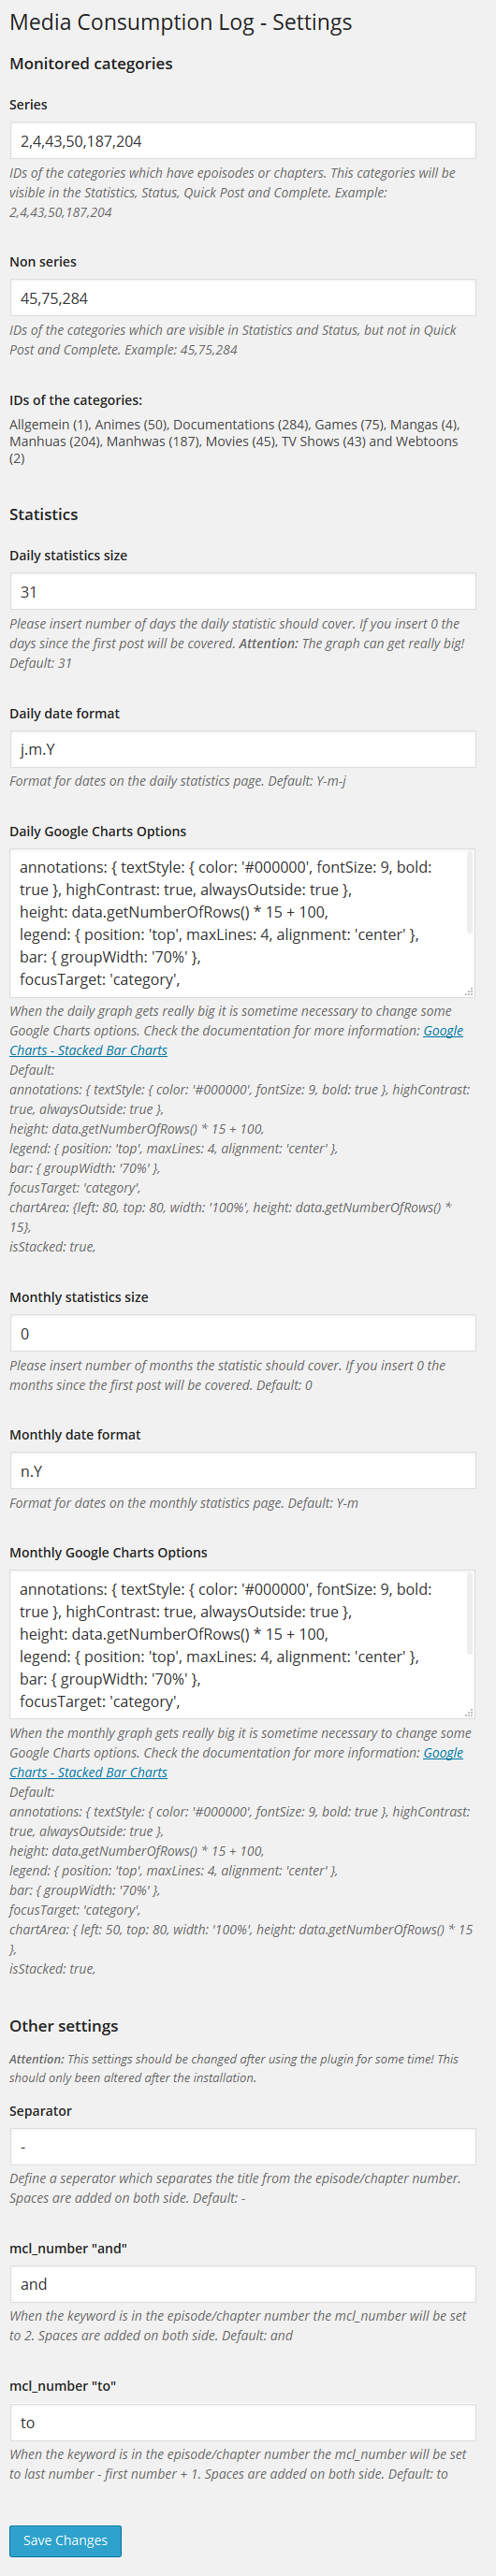 Media Consumption Log - Settings
Monitored categories
Series
2,4,43,50,187,204
IDs of the categories which have epoisodes or chapters. This categories will be
visible in the Statistics, Status, Quick Post and Complete. Example:
2,4,43,50,187,204
Non series
45,75,284
IDs of the categories which are visible in Statistics and Status, but not in Quick
Post and Complete. Example: 45,75,284
IDs of the categories:
Allgemein (1), Animes (50), Documentations (284), Games (75), Mangas (4),
Manhuas (204), Manhwas (187), Movies (45), TV Shows (43) and Webtoons
(2)
Statistics
Daily statistics size
31
Please insert number of days the daily statistic should cover. If you insert 0 the
days since the first post will be covered. Attention: The graph can get really big!
Default: 31
Daily date format
j.m.Y
Format for dates on the daily statistics page. Default: Y-m-j
Daily Google Charts Options
annotations: { textStyle: { color: '#000000', fontSize: 9, bold:
true }, highContrast: true, alwaysOutside: true },
height: data.getNumberOfRows() * 15 + 100,
legend: { position: 'top', maxLines: 4, alignment: 'center' },
bar: { groupWidth: '70%' },
focusTarget: 'category',
When the daily graph gets really big it is sometime necessary to change some
Google Charts options. Check the documentation for more information: Google
Charts - Stacked Bar Charts
Default:
annotations: { textStyle: { color: '#000000', fontSize: 9, bold: true }, highContrast:
true, alwaysOutside: true },
height: data.getNumberOfRows() * 15 + 100,
legend: { position: 'top', maxLines: 4, alignment: 'center' },
bar: { groupWidth: '70%' },
focusTarget: 'category',
chartArea: {left: 80, top: 80, width: '100%', height: data.getNumberOfRows() *
15},
isStacked: true,
Monthly statistics size
0
Please insert number of months the statistic should cover. If you insert 0 the
months since the first post will be covered. Default: 0
Monthly date format
n.Y
Format for dates on the monthly statistics page. Default: Y-m
Monthly Google Charts Options
annotations: { textStyle: { color: '#000000', fontSize: 9, bold:
true }, highContrast: true, alwaysOutside: true },
height: data.getNumberOfRows() * 15 + 100,
legend: { position: 'top', maxLines: 4, alignment: 'center' },
bar: { groupWidth: '70%' },
focusTarget: 'category',
When the monthly graph gets really big it is sometime necessary to change some
Google Charts options. Check the documentation for more information: Google
Charts - Stacked Bar Charts
Default:
annotations: { textStyle: { color: '#000000', fontSize: 9, bold: true }, highContrast:
true, alwaysOutside: true },
height: data.getNumberOfRows() * 15 + 100,
legend: { position: 'top', maxLines: 4, alignment: 'center' },
bar: { groupWidth: '70%' },
focusTarget: 'category',
chartArea: { left: 50, top: 80, width: '100%', height: data.getNumberOfRows() * 15
},
isStacked: true,
Other settings
Attention: This settings should be changed after using the plugin for some time! This
should only been altered after the installation.
Separator
-
Define a seperator which separates the title from the episode/chapter number.
Spaces are added on both side. Default: -
mcl_number "and"
and
When the keyword is in the episode/chapter number the mcl_number will be set
to 2. Spaces are added on both side. Default: and
mcl_number "to"
to
When the keyword is in the episode/chapter number the mcl_number will be set
to last number - first number + 1. Spaces are added on both side. Default: to
Save Changes